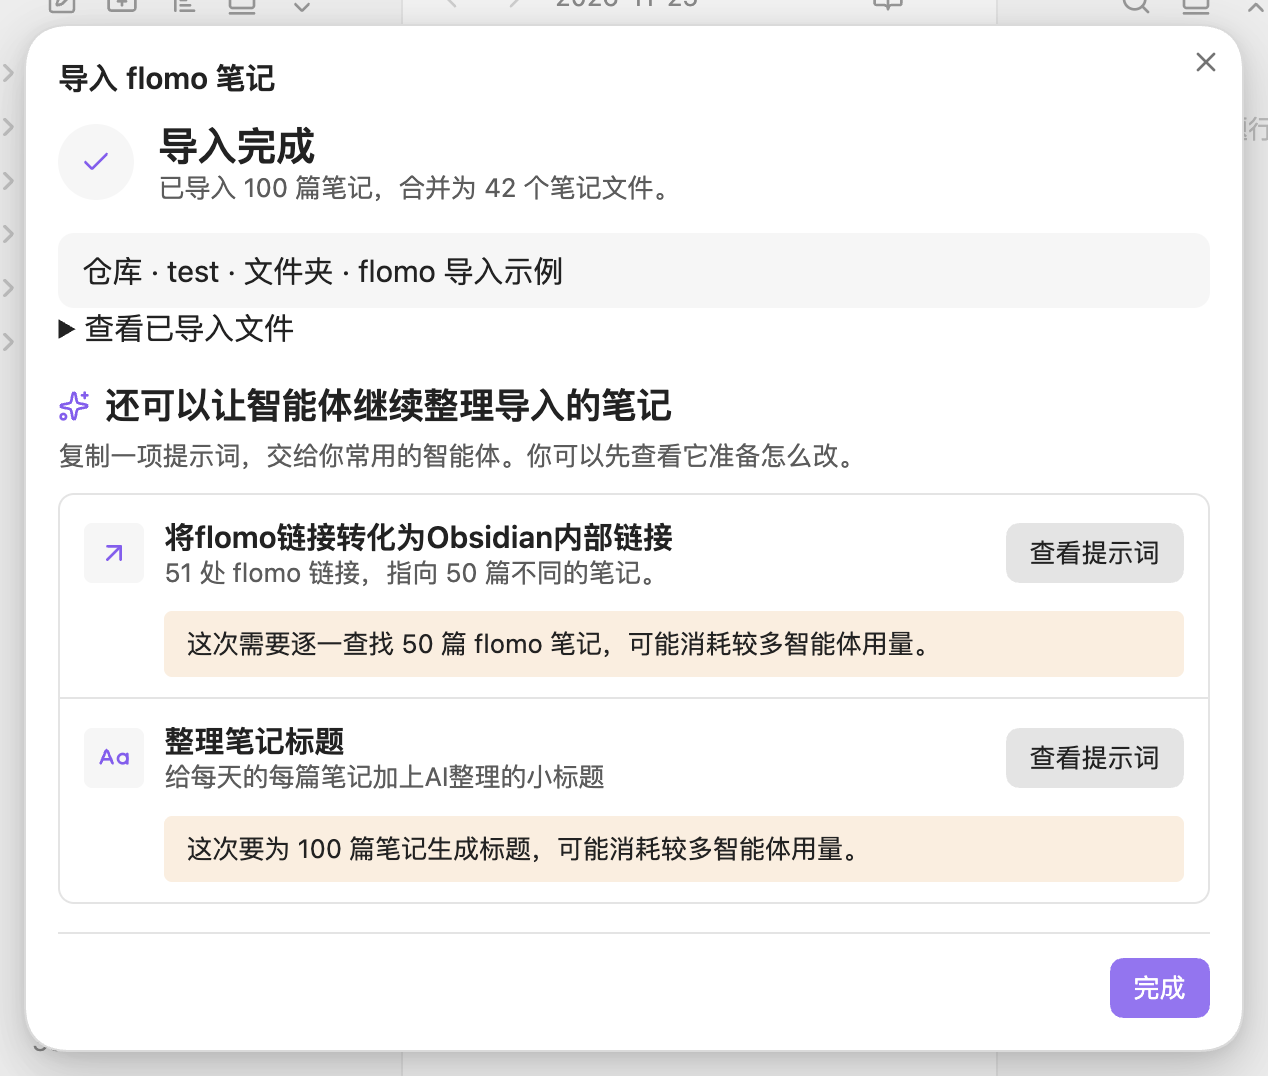 导入 flomo 笔记
导入完成
已导入 100 篇笔记，合并为 42 个笔记文件。
仓库 · test · 文件夹 · flomo 导入示例
▶ 查看已导入文件
还可以让智能体继续整理导入的笔记
复制一项提示词，交给你常用的智能体。你可以先查看它准备怎么改。
将flomo链接转化为Obsidian内部链接
查看提示词
51 处 flomo 链接，指向 50 篇不同的笔记。
这次需要逐一查找 50 篇 flomo 笔记，可能消耗较多智能体用量。
Aa
整理笔记标题
查看提示词
给每天的每篇笔记加上AI整理的小标题
这次要为 100 篇笔记生成标题，可能消耗较多智能体用量。
完成